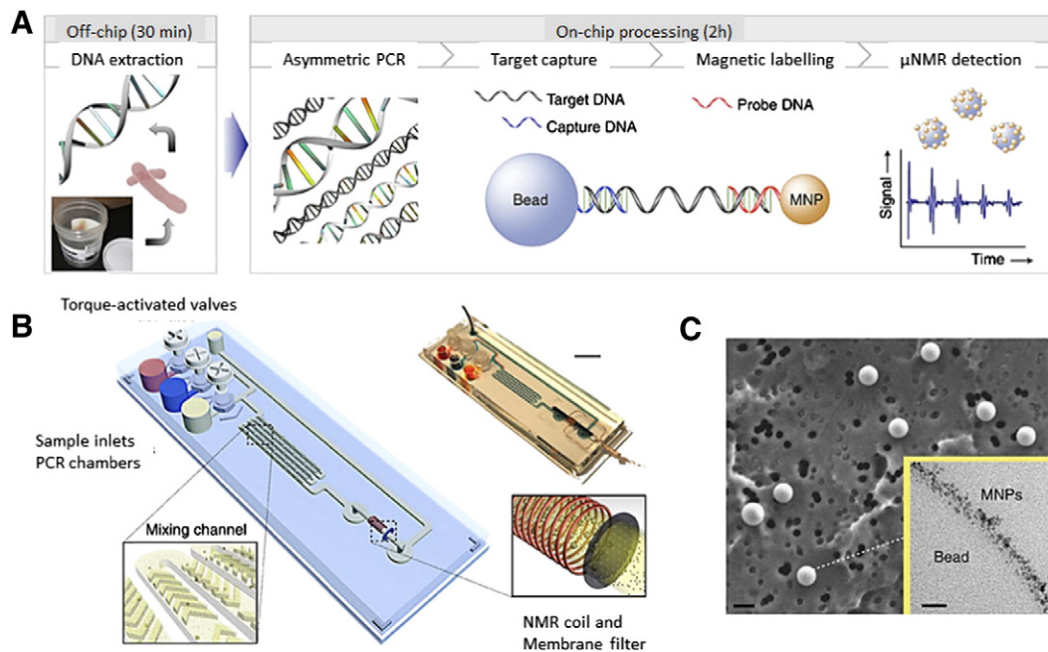 A
Off-chip (30 min)
DNA extraction
On-chip processing (2h)
Asymmetric PCR
Target capture
Magnetic labelling
µNMR detection
Target DNA
Capture DNA
Probe DNA
Bead
MNP
Signal
Time
B
Torque-activated valves
Sample inlets
PCR chambers
Mixing channel
NMR coil and
Membrane filter
C
MNPs
Bead